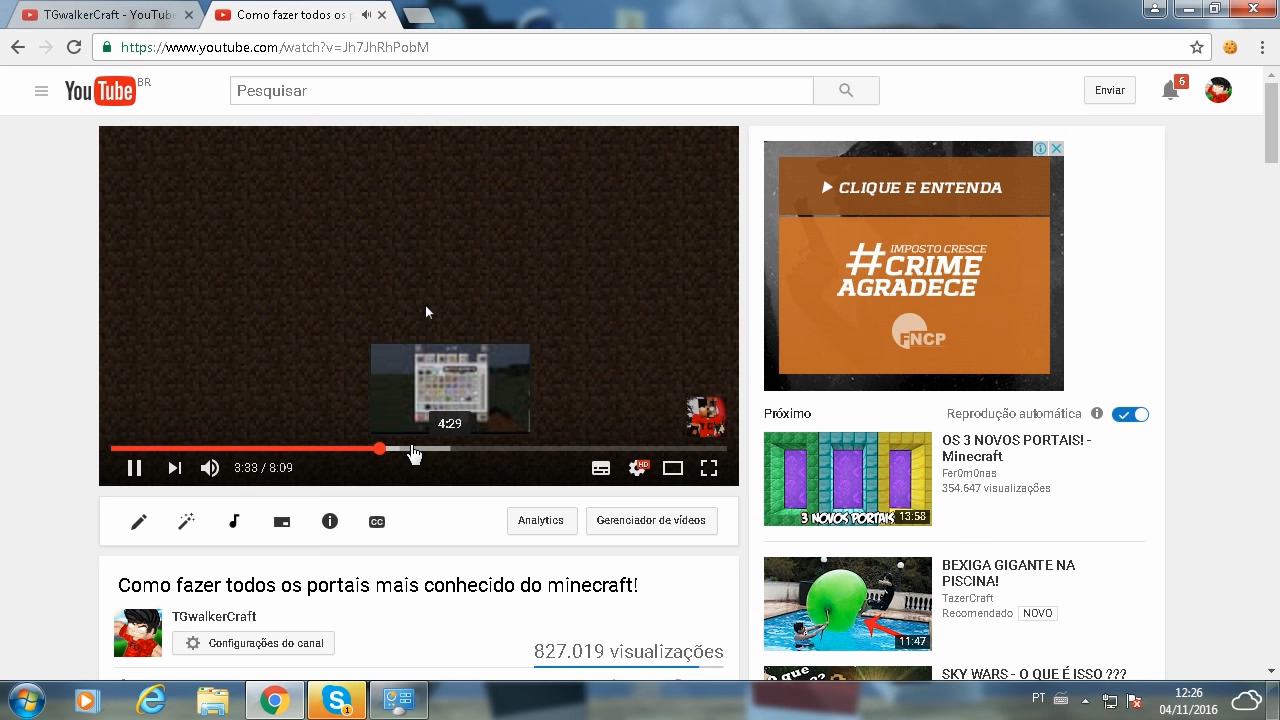 TGwalkerCraft - YouTube
Como fazer todos os p
https://www.youtube.com/watch?v=Jh7JhRhPobM
YouTube BR
Pesquisar
Enviar
6
CLIQUE E ENTENDA
IMPOSTO CRESCE
#CRIME
AGRADECE
FNCP
4:29
3:33 / 8:09
HD
Próximo
Reprodução automática
OS 3 NOVOS PORTAIS! -
Minecraft
Fer0m0nas
354.647 visualizações
3 NOVOS PORTAIS
13:58
CC
Analytics
Gerenciador de vídeos
Como fazer todos os portais mais conhecido do minecraft!
TGwalkerCraft
Configurações do canal
827.019 visualizações
BEXIGA GIGANTE NA
PISCINA!
TazerCraft
Recomendado NOVO
11:47
SKY WARS - O QUE É ISSO ???
O que
1
PT
12:26
04/11/2016